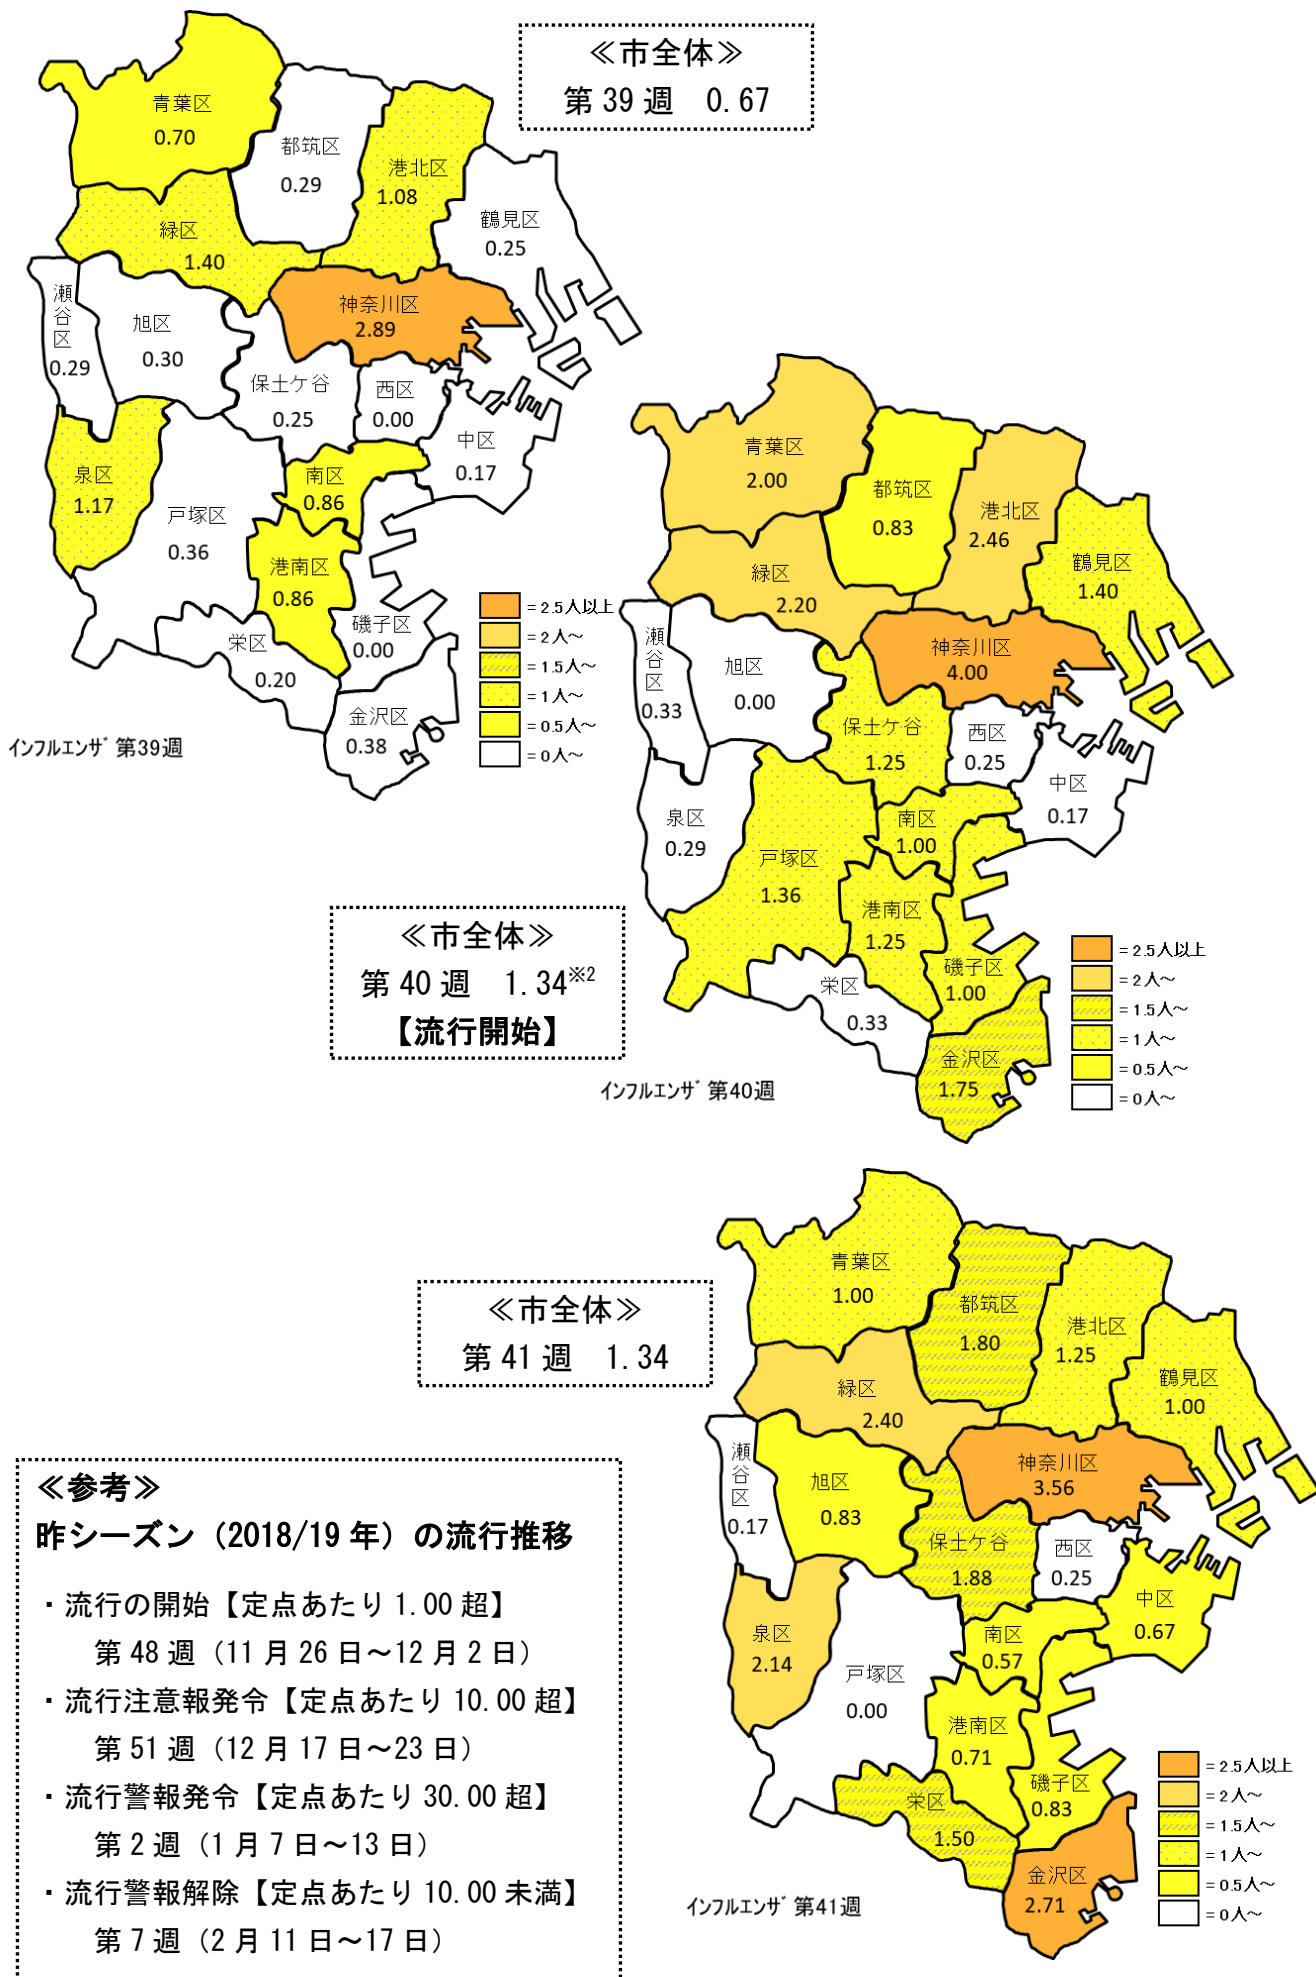 ≪市全体≫
第 39 週　0.67
青葉区
0.70
都筑区
0.29
港北区
1.08
鶴見区
0.25
緑区
1.40
瀬谷区
0.29
旭区
0.30
神奈川区
2.89
保土ケ谷
0.25
西区
0.00
中区
0.17
泉区
1.17
戸塚区
0.36
南区
0.86
港南区
0.86
磯子区
0.00
栄区
0.20
金沢区
0.38
= 2.5人以上
= 2人～
= 1.5人～
= 1人～
= 0.5人～
= 0人～
インフルエンザ 第39週
≪市全体≫
第 40 週　1.34※2
【流行開始】
青葉区
2.00
都筑区
0.83
港北区
2.46
鶴見区
1.40
緑区
2.20
瀬谷区
0.33
旭区
0.00
神奈川区
4.00
保土ケ谷
1.25
西区
0.25
中区
0.17
泉区
0.29
戸塚区
1.36
南区
1.00
港南区
1.25
磯子区
1.00
栄区
0.33
金沢区
1.75
= 2.5人以上
= 2人～
= 1.5人～
= 1人～
= 0.5人～
= 0人～
インフルエンザ 第40週
≪市全体≫
第 41 週　1.34
青葉区
1.00
都筑区
1.80
港北区
1.25
鶴見区
1.00
緑区
2.40
瀬谷区
0.17
旭区
0.83
神奈川区
3.56
保土ケ谷
1.88
西区
0.25
中区
0.67
泉区
2.14
戸塚区
0.00
南区
0.57
港南区
0.71
磯子区
0.83
栄区
1.50
金沢区
2.71
= 2.5人以上
= 2人～
= 1.5人～
= 1人～
= 0.5人～
= 0人～
インフルエンザ 第41週
≪参考≫
昨シーズン（2018/19 年）の流行推移
・流行の開始【定点あたり 1.00 超】
第 48 週（11 月 26 日～12 月 2 日）
・流行注意報発令【定点あたり 10.00 超】
第 51 週（12 月 17 日～23 日）
・流行警報発令【定点あたり 30.00 超】
第 2 週（1 月 7 日～13 日）
・流行警報解除【定点あたり 10.00 未満】
第 7 週（2 月 11 日～17 日）